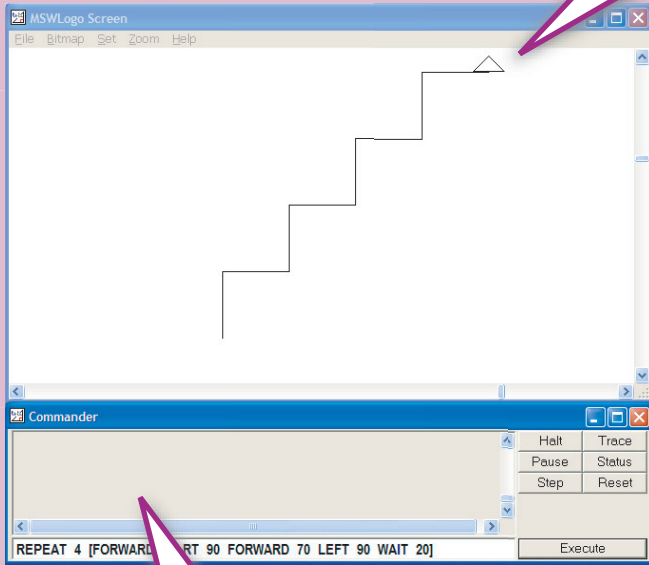 MSWLogo Screen
File Bitmap Set Zoom Help
Commander
Halt Trace
Pause Status
Step Reset
REPEAT 4 [FORWARD RT 90 FORWARD 70 LEFT 90 WAIT 20]
Execute